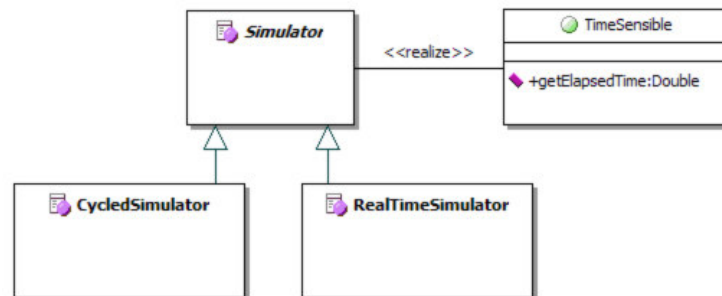 Simulator
<<realize>>
TimeSensible
+getElapsedTime:Double
CycledSimulator
RealTimeSimulator